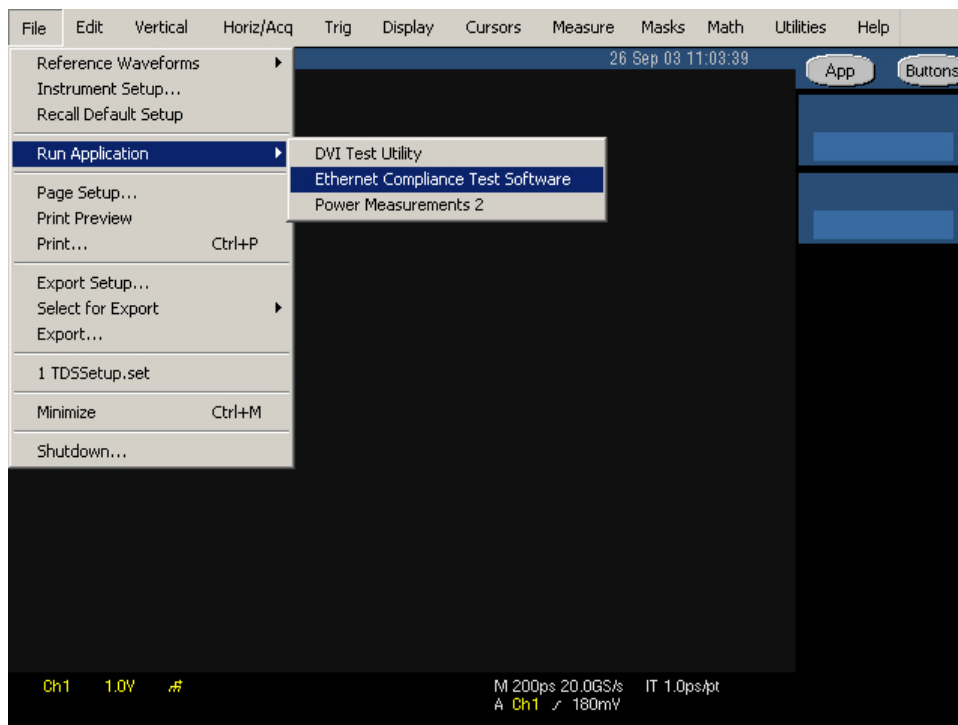 File Edit Vertical Horiz/Acq Trig Display Cursors Measure Masks Math Utilities Help
26 Sep 03 11:03:39
App Buttons
Reference Waveforms
Instrument Setup...
Recall Default Setup
Run Application
DVI Test Utility
Ethernet Compliance Test Software
Power Measurements 2
Page Setup...
Print Preview
Print... Ctrl+P
Export Setup...
Select for Export
Export...
1 TDSSetup.set
Minimize Ctrl+M
Shutdown...
Ch1 1.0V M 200ps 20.0GS/s IT 1.0ps/pt
A Ch1 180mV